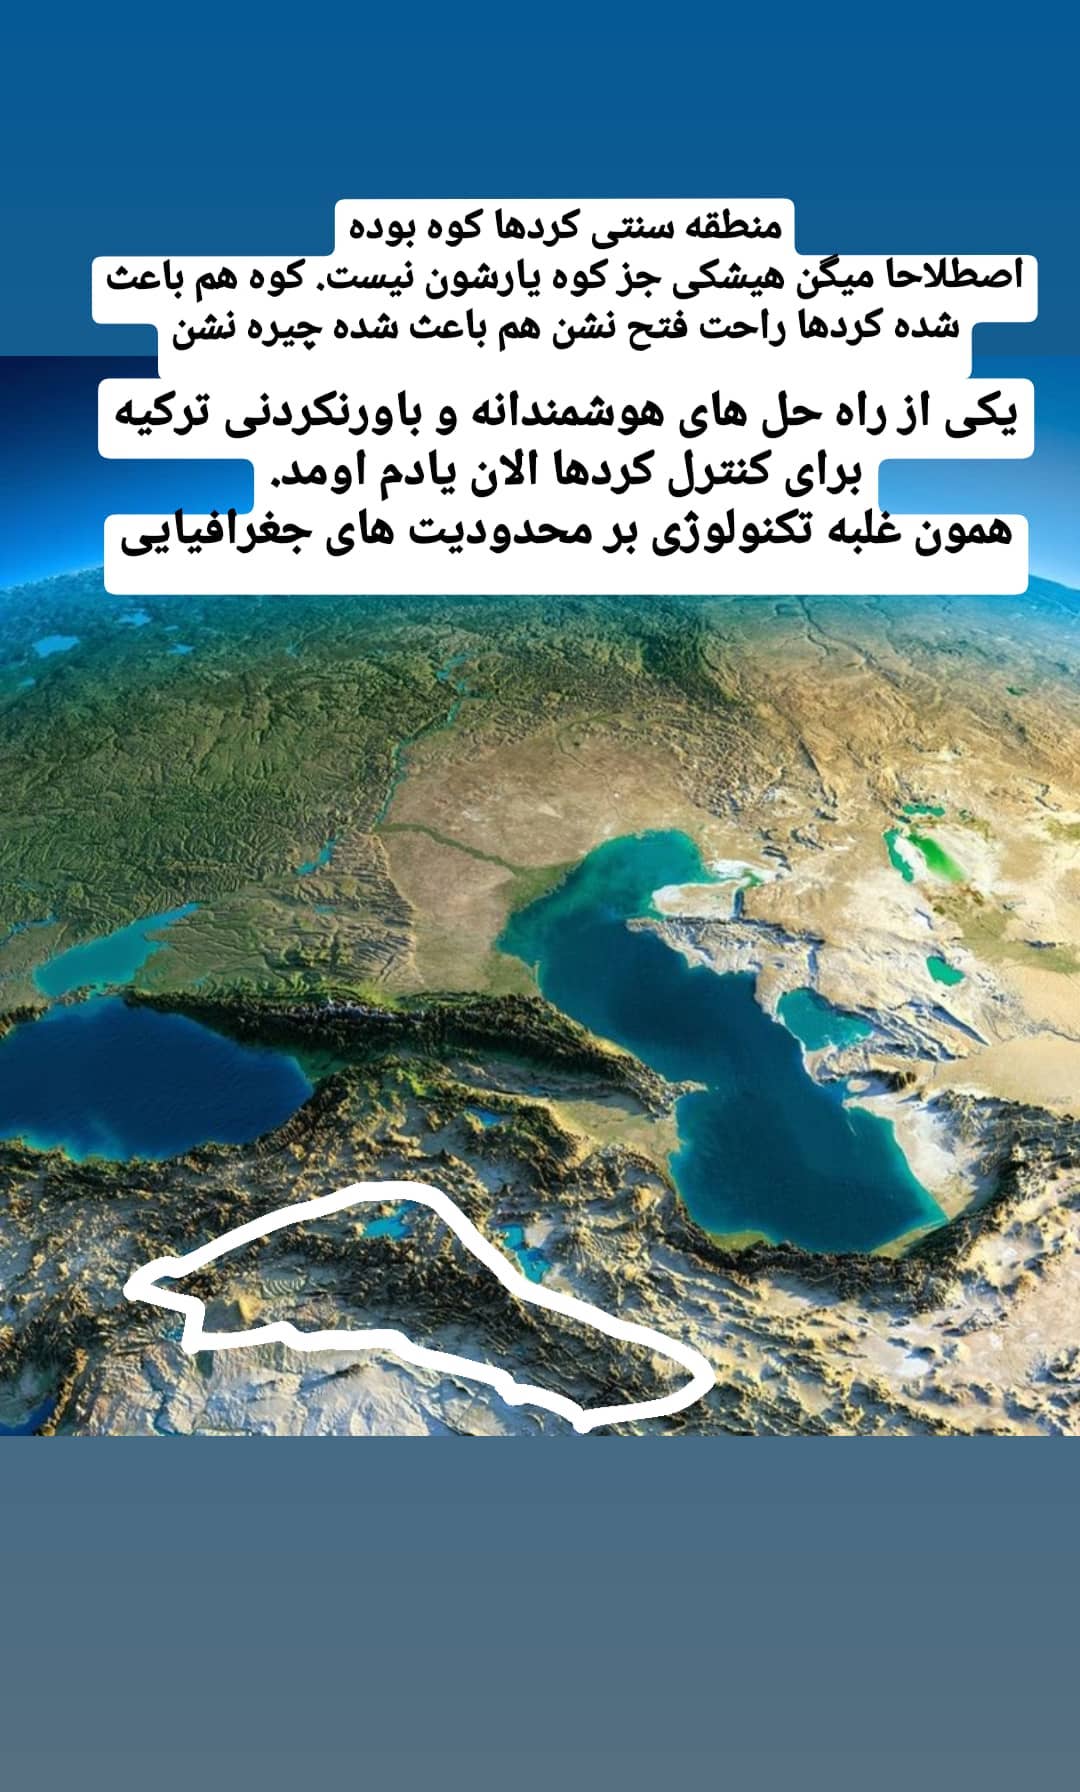 منطقه سنتی کردها کوه بوده
اصطلاحا میگن هیشکی جز کوه یارشون نیست. کوه هم باعث
شده کردها راحت فتح نشن هم باعث شده چیره نشن
یکی از راه حل های هوشمندانه و باورنکردنی ترکیه
برای کنترل کردها الان یادم اومد.
همون غلبه تکنولوژی بر محدودیت های جغرافیایی